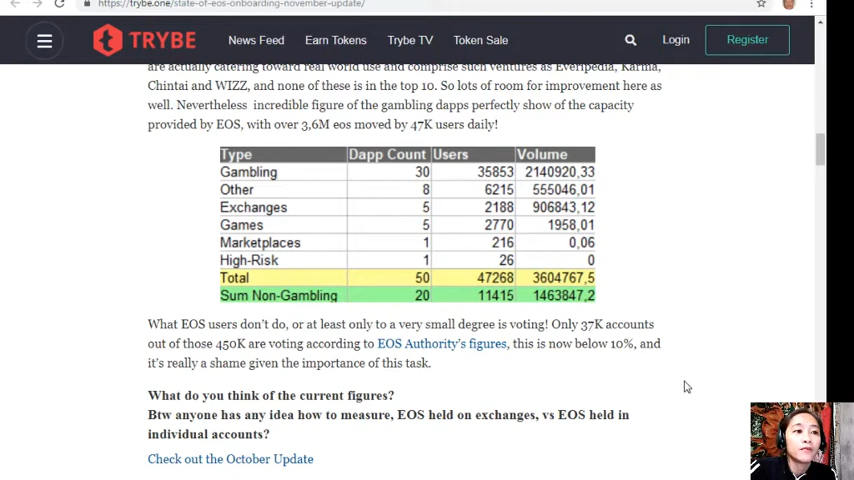 https://trybe.one/state-of-eos-onboarding-november-update/
TRYBE
News Feed
Earn Tokens
Trybe TV
Token Sale
Login
Register
are actually catering toward real world use and comprise such ventures as Everipedia, Karma,
Chintai and WIZZ, and none of these is in the top 10. So lots of room for improvement here as
well. Nevertheless incredible figure of the gambling dapps perfectly show of the capacity
provided by EOS, with over 3,6M eos moved by 47K users daily!
Type Dapp Count Users Volume
Gambling 30 35853 2140920,33
Other 8 6215 555046,01
Exchanges 5 2188 906843,12
Games 5 2770 1958,01
Marketplaces 1 216 0,06
High-Risk 1 26 0
Total 50 47268 3604767,5
Sum Non-Gambling 20 11415 1463847,2
What EOS users don't do, or at least only to a very small degree is voting! Only 37K accounts
out of those 450K are voting according to EOS Authority's figures, this is now below 10%, and
it's really a shame given the importance of this task.
What do you think of the current figures?
Btw anyone has any idea how to measure, EOS held on exchanges, vs EOS held in
individual accounts?
Check out the October Update